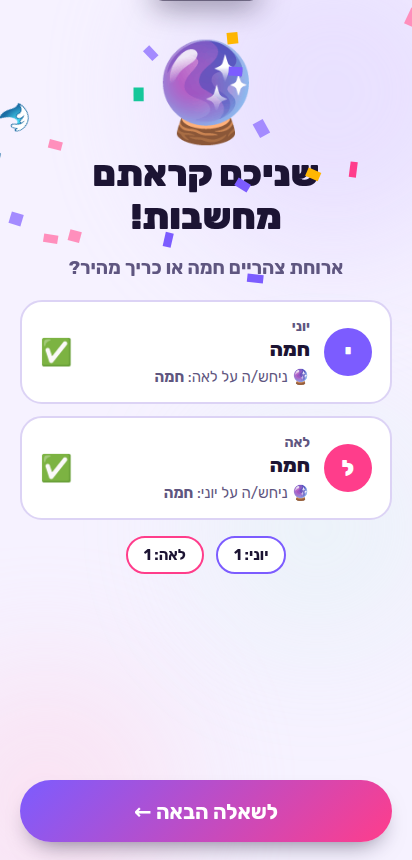 שניכם קראתם
מחשבות!
ארוחת צהריים חמה או כריך מהיר?
יוני
חמה
י
🔮 ניחש/ה על לאה: חמה
לאה
חמה
ל
🔮 ניחש/ה על יוני: חמה
יוני: 1
לאה: 1
לשאלה הבאה ←